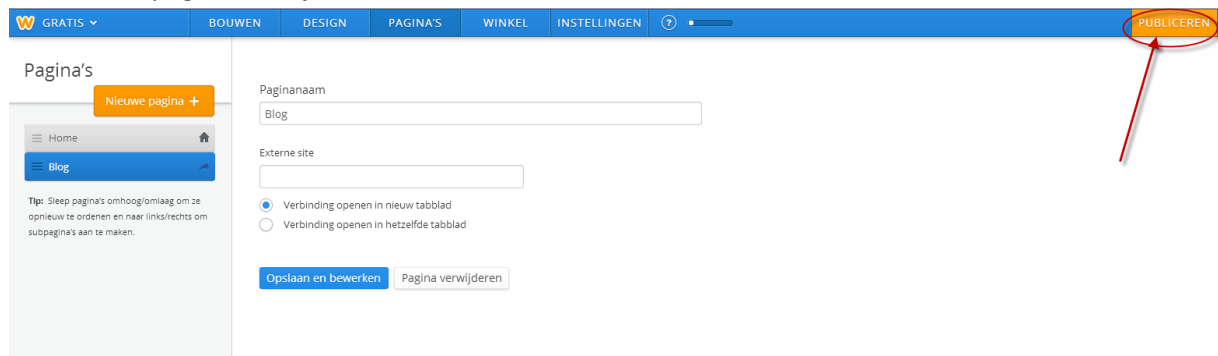 GRATIS BOUWEN DESIGN PAGINA'S WINKEL INSTELLINGEN ? PUBLICEREN
Pagina's
Nieuwe pagina +
Home
Blog
Tip: Sleep pagina's omhoog/omlaag om ze
opnieuw te ordenen en naar links/rechts om
subpagina's aan te maken.
Paginanaam
Blog
Externe site
Verbinding openen in nieuw tabblad
Verbinding openen in hetzelfde tabblad
Opslaan en bewerken Pagina verwijderen